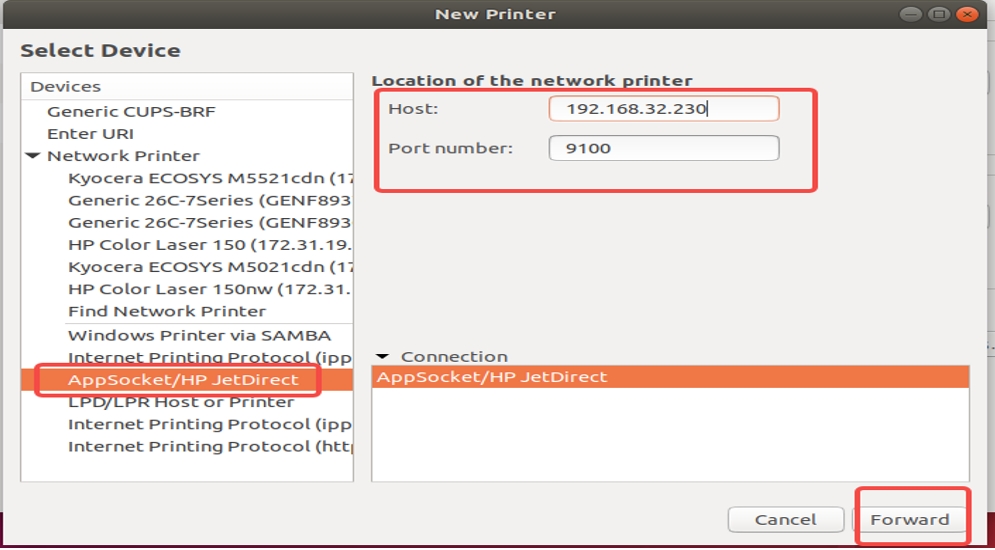 New Printer
Select Device
Devices
Generic CUPS-BRF
Enter URI
Network Printer
Kyocera ECOSYS M5521cdn (17
Generic 26C-7Series (GENF893
Generic 26C-7Series (GENF893
HP Color Laser 150 (172.31.19.
Kyocera ECOSYS M5021cdn (17
HP Color Laser 150nw (172.31.
Find Network Printer
Windows Printer via SAMBA
Internet Printing Protocol (ipp
AppSocket/HP JetDirect
LPD/LPR Host or Printer
Internet Printing Protocol (ipp
Internet Printing Protocol (http
Location of the network printer
Host: 192.168.32.230
Port number: 9100
Connection
AppSocket/HP JetDirect
Cancel
Forward